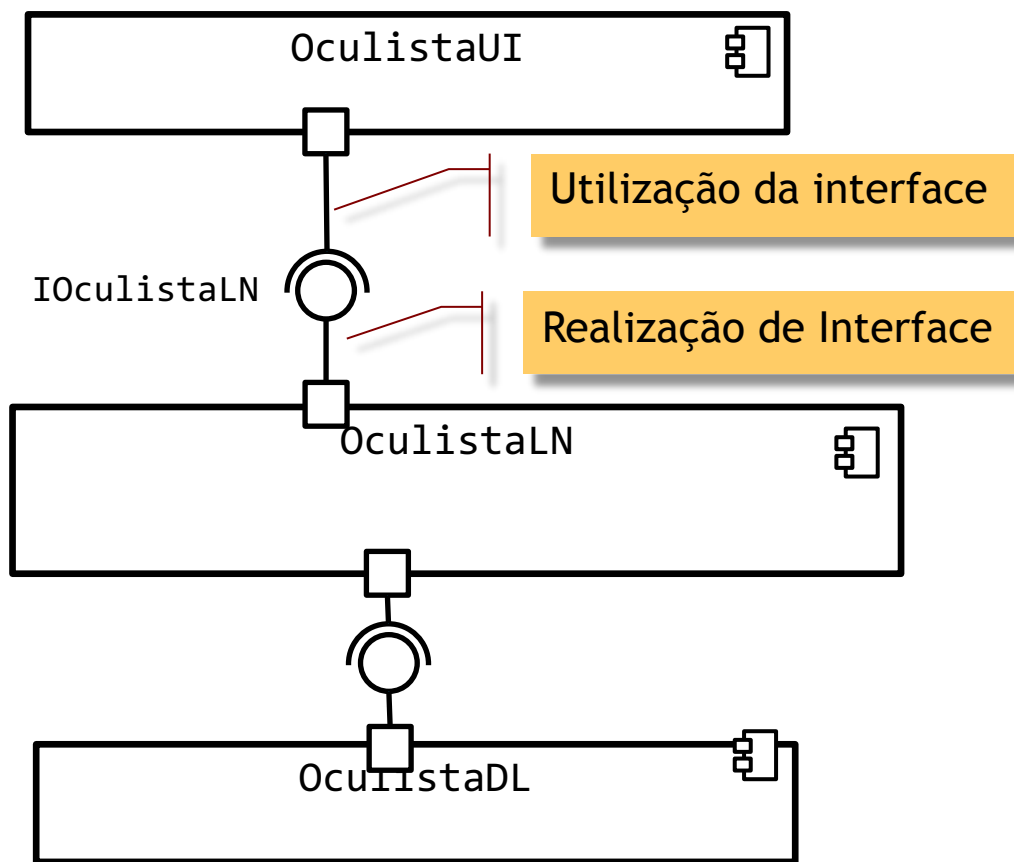 OculistaUI
Utilização da interface
IOculistaLN
Realização de Interface
OculistaLN
OculistaDL